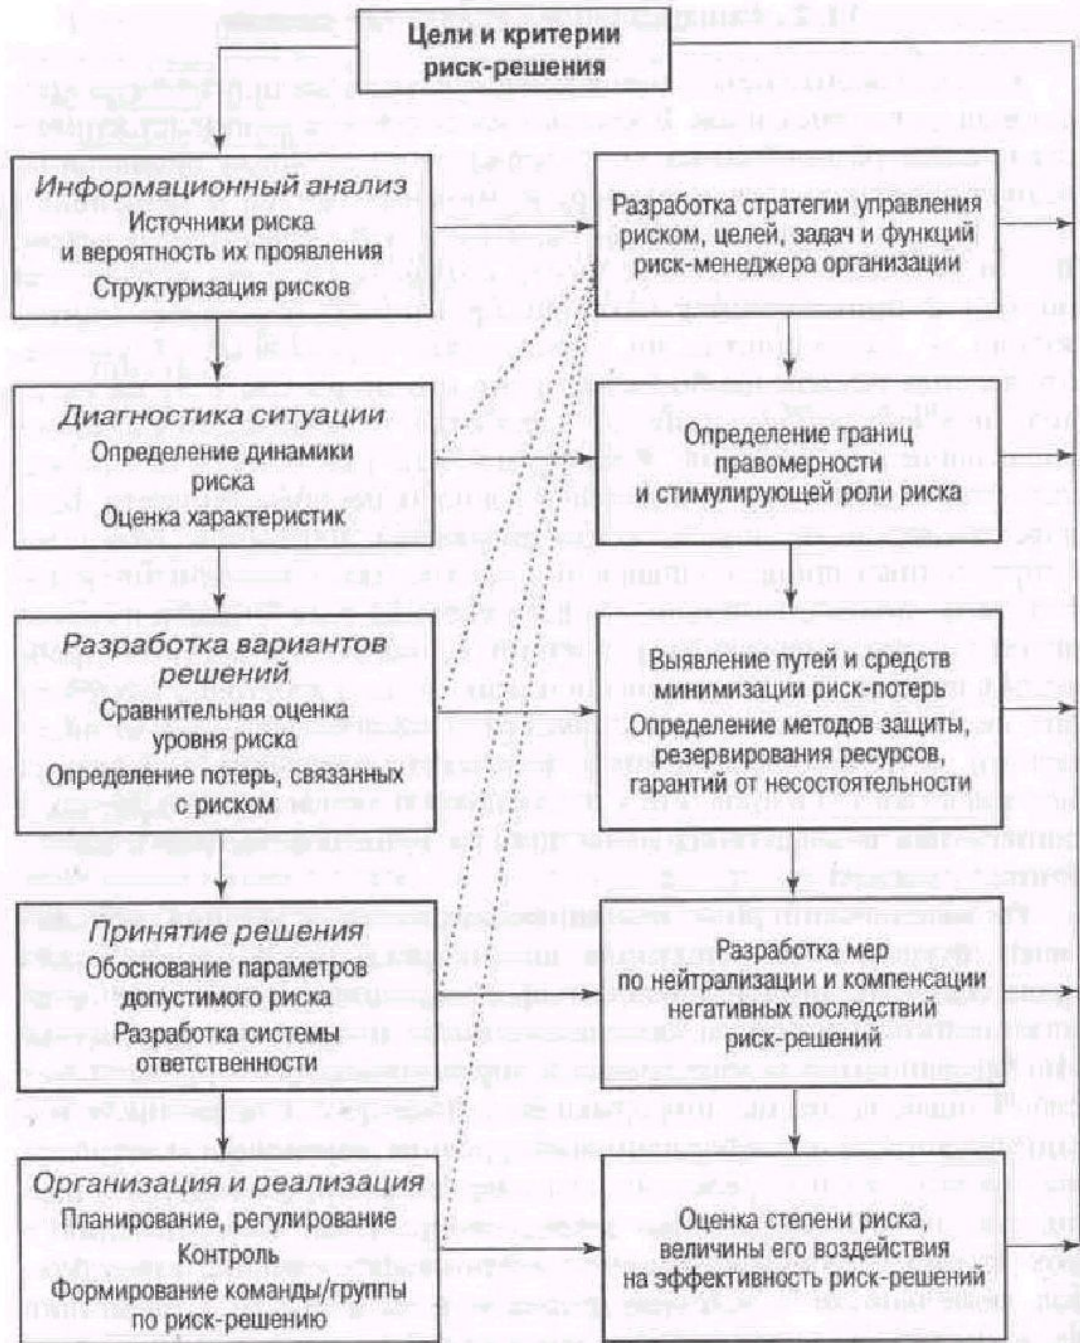 Цели и критерии
риск-решения
Информационный анализ
Источники риска
и вероятность их проявления
Структуризация рисков
Разработка стратегии управления
риском, целей, задач и функций
риск-менеджера организации
Диагностика ситуации
Определение динамики
риска
Оценка характеристик
Определение границ
правомерности
и стимулирующей роли риска
Разработка вариантов
решений
Сравнительная оценка
уровня риска
Определение потерь, связанных
с риском
Выявление путей и средств
минимизации риск-потерь
Определение методов защиты,
резервирования ресурсов,
гарантий от несостоятельности
Принятие решения
Обоснование параметров
допустимого риска
Разработка системы
ответственности
Разработка мер
по нейтрализации и компенсации
негативных последствий
риск-решений
Организация и реализация
Планирование, регулирование
Контроль
Формирование команды/группы
по риск-решению
Оценка степени риска,
величины его воздействия
на эффективность риск-решений